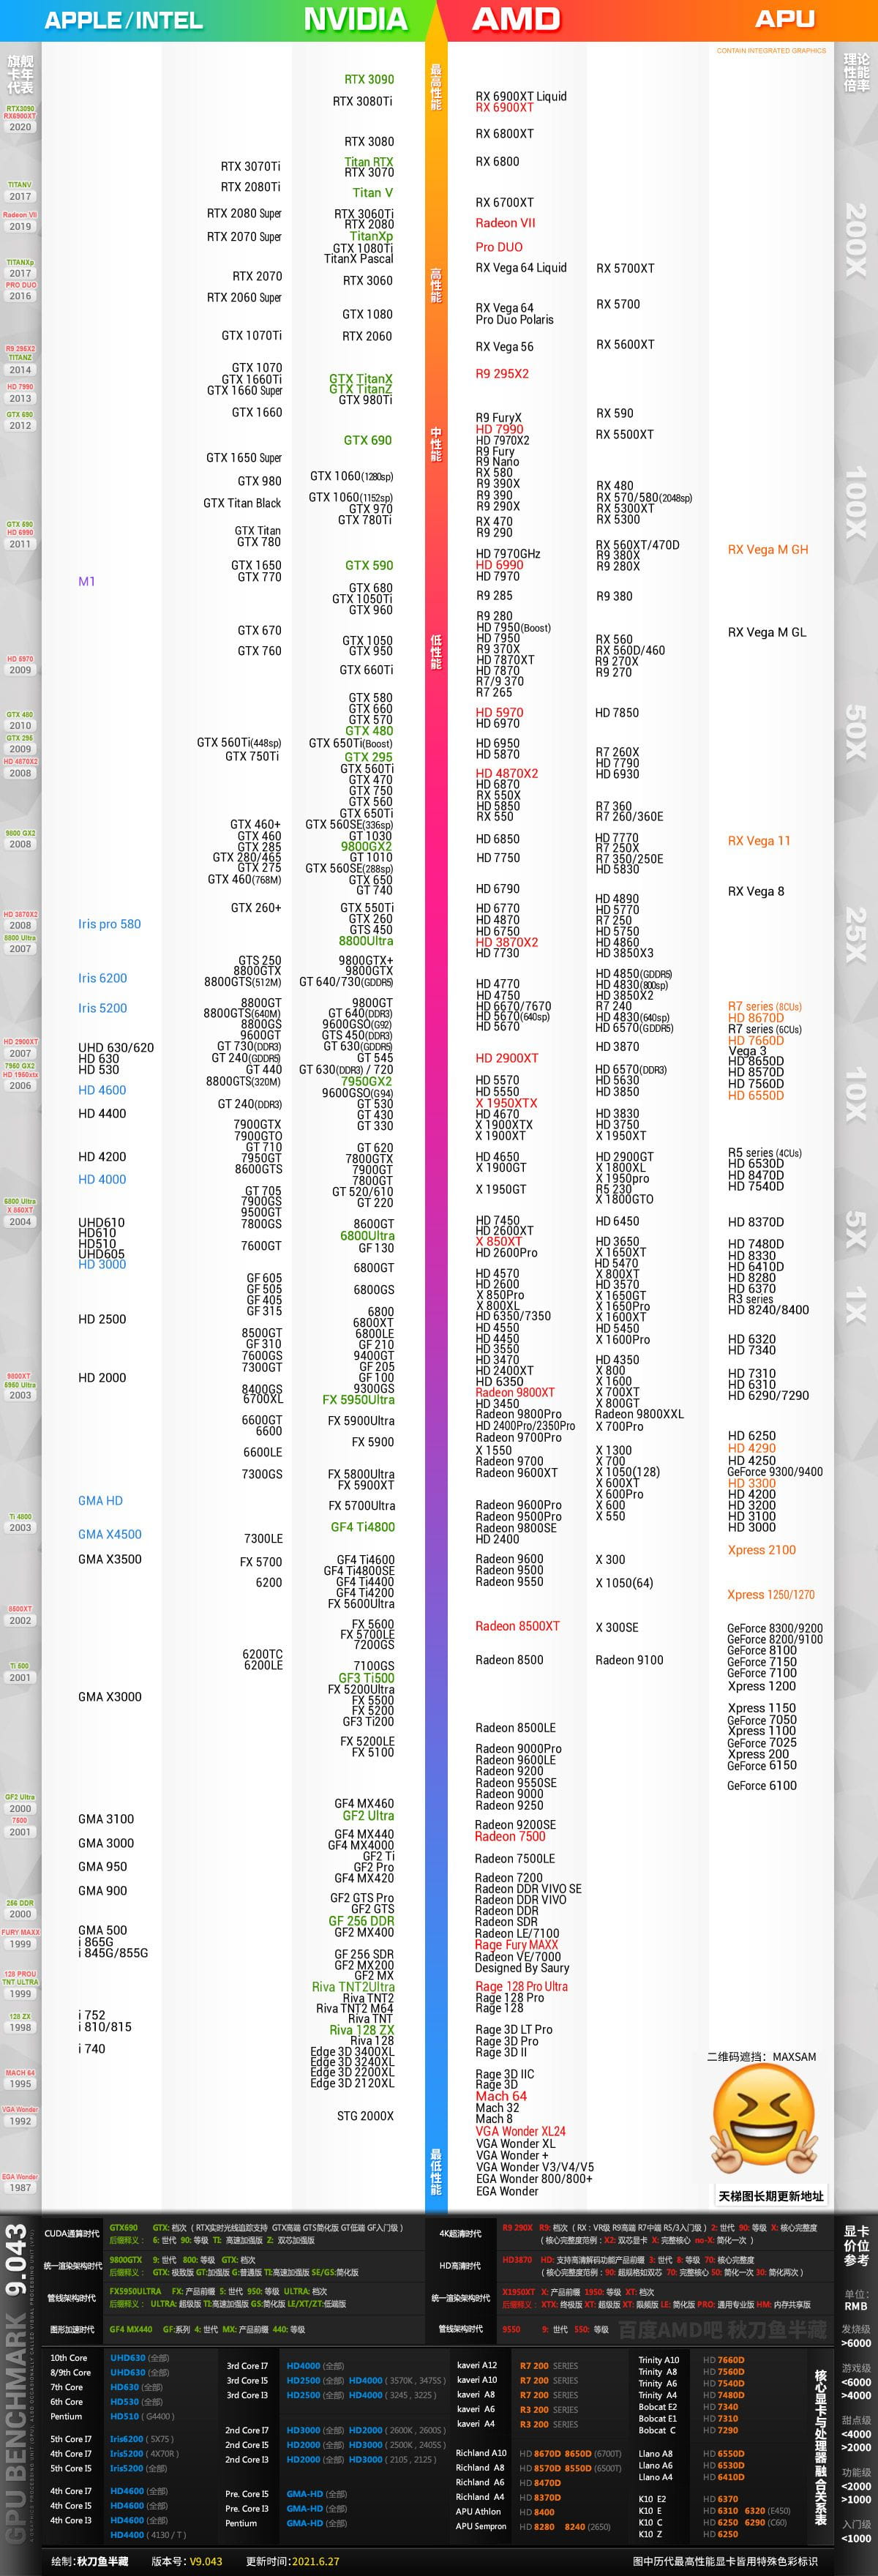 APPLE/INTEL
NVIDIA
AMD
APU
CONTAIN INTEGRATED GRAPHICS
旗舰
卡年
代表
RTX3090
RX6900XT
2020
TITANV
2017
Radeon VII
2019
TITANXp
2017
PRO DUO
2016
R9 295X2
TITANZ
2014
HD 7990
2013
GTX 690
2012
GTX 590
HD 6990
2011
HD 5970
2009
GTX 480
2010
GTX 295
2009
HD 4870X2
2008
9800 GX2
2008
HD 3870X2
2008
8800 Ultra
2007
HD 2900XT
2007
7950 GX2
HD 1950xtx
2006
6800 Ultra
X 850XT
2004
9800XT
5950 Ultra
2003
Ti 4800
2003
8500XT
2002
Ti 500
2001
GF2 Ultra
2000
7500
2001
256 DDR
2000
FURY MAXX
1999
128 PROU
TNT ULTRA
1999
128 ZX
1998
MACH 64
1995
VGA Wonder
1992
EGA Wonder
1987
M1
Iris pro 580
Iris 6200
Iris 5200
UHD 630/620
HD 630
HD 530
HD 4600
HD 4400
HD 4200
HD 4000
UHD610
HD610
HD510
UHD605
HD 3000
HD 2500
HD 2000
GMA HD
GMA X4500
GMA X3500
GMA X3000
GMA 3100
GMA 3000
GMA 950
GMA 900
GMA 500
i 865G
i 845G/855G
i 752
i 810/815
i 740
RTX 3070Ti
RTX 2080Ti
RTX 2080 Super
RTX 2070 Super
RTX 2070
RTX 2060 Super
GTX 1070Ti
GTX 1070
GTX 1660Ti
GTX 1660 Super
GTX 1660
GTX 1650 Super
GTX 980
GTX Titan Black
GTX Titan
GTX 780
GTX 1650
GTX 770
GTX 670
GTX 760
GTX 560Ti(448sp)
GTX 750Ti
GTX 460+
GTX 460
GTX 285
GTX 280/465
GTX 275
GTX 460(768M)
GTX 260+
GTS 250
8800GTX
8800GTS(512M)
8800GT
8800GTS(640M)
8800GS
9600GT
GT 730(DDR3)
GT 240(GDDR5)
GT 440
8800GTS(320M)
GT 240(DDR3)
7900GTX
7900GTO
GT 710
7950GT
8600GTS
GT 705
7900GS
9500GT
7800GS
7600GT
GF 605
GF 505
GF 405
GF 315
8500GT
GF 310
7600GS
7300GT
8400GS
6700XL
6600GT
6600
6600LE
7300GS
7300LE
FX 5700
6200
6200TC
6200LE
RTX 3090
RTX 3080Ti
RTX 3080
Titan RTX
RTX 3070
Titan V
RTX 3060Ti
RTX 2080
TitanXp
GTX 1080Ti
TitanX Pascal
RTX 3060
GTX 1080
RTX 2060
GTX TitanX
GTX TitanZ
GTX 980Ti
GTX 690
GTX 1060(1280sp)
GTX 1060(1152sp)
GTX 970
GTX 780Ti
GTX 590
GTX 680
GTX 1050Ti
GTX 960
GTX 1050
GTX 950
GTX 660Ti
GTX 580
GTX 660
GTX 570
GTX 480
GTX 650Ti(Boost)
GTX 295
GTX 560Ti
GTX 470
GTX 750
GTX 560
GTX 650Ti
GTX 560SE(336sp)
GT 1030
9800GX2
GT 1010
GTX 560SE(288sp)
GTX 650
GT 740
GTX 550Ti
GTX 260
GTS 450
8800Ultra
9800GTX+
9800GTX
GT 640/730(GDDR5)
9800GT
GT 640(DDR3)
9600GSO(G92)
GTS 450(DDR3)
GT 630(GDDR5)
GT 545
GT 630(DDR3) / 720
7950GX2
9600GSO(G94)
GT 530
GT 430
GT 330
GT 620
7800GTX
7900GT
7800GT
GT 520/610
GT 220
8600GT
6800Ultra
GF 130
6800GT
6800GS
6800
6800XT
6800LE
GF 210
9400GT
GF 205
GF 100
9300GS
FX 5950Ultra
FX 5900Ultra
FX 5900
FX 5800Ultra
FX 5900XT
FX 5700Ultra
GF4 Ti4800
GF4 Ti4600
GF4 Ti4800SE
GF4 Ti4400
GF4 Ti4200
FX 5600Ultra
FX 5600
FX 5700LE
7200GS
7100GS
GF3 Ti500
FX 5200Ultra
FX 5500
FX 5200
GF3 Ti200
FX 5200LE
FX 5100
GF4 MX460
GF2 Ultra
GF4 MX440
GF4 MX4000
GF2 Ti
GF2 Pro
GF4 MX420
GF2 GTS Pro
GF2 GTS
GF 256 DDR
GF2 MX400
GF 256 SDR
GF2 MX200
GF2 MX
Riva TNT2Ultra
Riva TNT2
Riva TNT2 M64
Riva TNT
Riva 128 ZX
Riva 128
Edge 3D 3400XL
Edge 3D 3240XL
Edge 3D 2200XL
Edge 3D 2120XL
STG 2000X
最高性能
高性能
中性能
低性能
最低性能
RX 6900XT Liquid
RX 6900XT
RX 6800XT
RX 6800
RX 6700XT
Radeon VII
Pro DUO
RX Vega 64 Liquid
RX Vega 64
Pro Duo Polaris
RX Vega 56
R9 295X2
R9 FuryX
HD 7990
HD 7970X2
R9 Fury
R9 Nano
RX 580
R9 390X
R9 390
R9 290X
RX 470
R9 290
HD 7970GHz
HD 6990
HD 7970
R9 285
R9 280
HD 7950(Boost)
HD 7950
R9 370X
HD 7870XT
HD 7870
R7/9 370
R7 265
HD 5970
HD 6970
HD 6950
HD 5870
HD 4870X2
HD 6870
RX 550X
HD 5850
RX 550
HD 6850
HD 7750
HD 6790
HD 6770
HD 4870
HD 6750
HD 3870X2
HD 7730
HD 4770
HD 4750
HD 6670/7670
HD 5670(640sp)
HD 5670
HD 2900XT
HD 5570
HD 5550
X 1950XTX
HD 4670
X 1900XTX
X 1900XT
HD 4650
X 1900GT
X 1950GT
HD 7450
HD 2600XT
X 850XT
HD 2600Pro
HD 4570
HD 2600
X 850Pro
X 800XL
HD 6350/7350
HD 4550
HD 4450
HD 3550
HD 3470
HD 2400XT
HD 6350
Radeon 9800XT
HD 3450
Radeon 9800Pro
HD 2400Pro/2350Pro
Radeon 9700Pro
X 1550
Radeon 9700
Radeon 9600XT
Radeon 9600Pro
Radeon 9500Pro
Radeon 9800SE
HD 2400
Radeon 9600
Radeon 9500
Radeon 9550
Radeon 8500XT
Radeon 8500
Radeon 8500LE
Radeon 9000Pro
Radeon 9600LE
Radeon 9200
Radeon 9550SE
Radeon 9000
Radeon 9250
Radeon 9200SE
Radeon 7500
Radeon 7500LE
Radeon 7200
Radeon DDR VIVO SE
Radeon DDR VIVO
Radeon DDR
Radeon SDR
Radeon LE/7100
Rage Fury MAXX
Radeon VE/7000
Designed By Saury
Rage 128 Pro Ultra
Rage 128 Pro
Rage 128
Rage 3D LT Pro
Rage 3D Pro
Rage 3D II
Rage 3D IIC
Rage 3D
Mach 64
Mach 32
Mach 8
VGA Wonder XL24
VGA Wonder XL
VGA Wonder +
VGA Wonder V3/V4/V5
EGA Wonder 800/800+
EGA Wonder
RX 5700XT
RX 5700
RX 5600XT
RX 590
RX 5500XT
RX 480
RX 570/580(2048sp)
RX 5300XT
RX 5300
RX 560XT/470D
R9 380X
R9 280X
R9 380
RX 560
RX 560D/460
R9 270X
R9 270
HD 7850
R7 260X
HD 7790
HD 6930
R7 360
R7 260/360E
HD 7770
R7 250X
R7 350/250E
HD 5830
HD 4890
HD 5770
R7 250
HD 5750
HD 4860
HD 3850X3
HD 4850(GDDR5)
HD 4830(800sp)
HD 3850X2
R7 240
HD 4830(640sp)
HD 6570(GDDR5)
HD 3870
HD 6570(DDR3)
HD 5630
HD 3850
HD 3830
HD 3750
X 1950XT
HD 2900GT
X 1800XL
X 1950pro
R5 230
X 1800GTO
HD 6450
HD 3650
X 1650XT
HD 5470
X 800XT
HD 3570
X 1650GT
X 1650Pro
X 1600XT
HD 5450
X 1600Pro
HD 4350
X 800
X 1600
X 700XT
X 800GT
Radeon 9800XXL
X 700Pro
X 1300
X 700
X 1050(128)
X 600XT
X 600Pro
X 600
X 550
X 300
X 1050(64)
X 300SE
Radeon 9100
RX Vega M GH
RX Vega M GL
RX Vega 11
RX Vega 8
R7 series (8CUs)
HD 8670D
R7 series (6CUs)
HD 7660D
Vega 3
HD 8650D
HD 8570D
HD 7560D
HD 6550D
R5 series (4CUs)
HD 6530D
HD 8470D
HD 7540D
HD 8370D
HD 7480D
HD 8330
HD 6410D
HD 8280
HD 6370
R3 series
HD 8240/8400
HD 6320
HD 7340
HD 7310
HD 6310
HD 6290/7290
HD 6250
HD 4290
HD 4250
GeForce 9300/9400
HD 3300
HD 4200
HD 3200
HD 3100
HD 3000
Xpress 2100
Xpress 1250/1270
GeForce 8300/9200
GeForce 8200/9100
GeForce 8100
GeForce 7150
GeForce 7100
Xpress 1200
Xpress 1150
GeForce 7050
Xpress 1100
GeForce 7025
Xpress 200
GeForce 6150
GeForce 6100
理论
性能
倍率
200X
100X
50X
25X
10X
5X
1X
二维码遮挡：MAXSAM
天梯图长期更新地址
GPU BENCHMARK 9.043
CUDA通算时代
GTX690 GTX: 档次 ( RTX实时光线追踪支持 GTX高端 GTS简化版 GT低端 GF入门级 )
后缀释义： 6: 世代 90: 等级 TI: 高速加强版 Z: 双芯加强版
统一渲染架构时代
9800GTX 9: 世代 800: 等级 GTX: 档次
后缀释义： GTX: 极致版 GT:加强版 G:普通版 TI:高速加强版 SE/GS:简化版
管线架构时代
FX5950ULTRA FX: 产品前缀 5: 世代 950: 等级 ULTRA: 档次
后缀释义： ULTRA: 超级版 TI:高速加强版 GS:简化版 LE/XT/ZT:低端版
图形加速时代
GF4 MX440 GF:系列 4: 世代 MX: 产品前缀 440: 等级
4K超清时代
R9 290X R9: 档次 ( RX：VR级 R9高端 R7中端 R5/3入门级 ) 2: 世代 90: 等级 X: 核心完整度
( 核心完整度范例：X2: 双芯显卡 X: 完整核心 no-X: 简化一次 )
HD高清时代
HD3870 HD: 支持高清解码功能产品前缀 3: 世代 8: 等级 70: 核心完整度
( 核心完整度范例：90: 超规格如双芯 70: 完整核心 50: 简化一次 30: 简化两次 )
统一渲染架构时代
X1950XT X: 产品前缀 1950: 等级 XT: 档次
后缀释义： XTX: 终极版 XT: 超级版 XT: 限频版 LE: 简化版 PRO: 通用专业版 HM: 内存共享版
管线架构时代
9550 9: 世代 550: 等级
百度AMD吧 秋刀鱼半藏
显卡
价位
参考
单位：
RMB
发烧级
>6000
游戏级
<6000
>4000
甜点级
<4000
>2000
功能级
<2000
>1000
入门级
<1000
10th Core UHD630 (全部)
8/9th Core UHD630 (全部)
7th Core HD630 (全部)
6th Core HD530 (全部)
Pentium HD510 ( G4400 )
5th Core I7 Iris6200 ( 5X75 )
4th Core I7 Iris5200 ( 4X70R )
5th Core I5 Iris5200 (全部)
4th Core I7 HD4600 (全部)
4th Core I5 HD4600 (全部)
4th Core I3 HD4600 (全部)
HD4400 ( 4130 / T )
3rd Core I7 HD4000 (全部)
3rd Core I5 HD2500 (全部) HD4000 ( 3570K , 3475S )
3rd Core I3 HD2500 (全部) HD4000 ( 3245 , 3225 )
2nd Core I7 HD3000 (全部) HD2000 ( 2600K , 2600S )
2nd Core I5 HD2000 (全部) HD3000 ( 2500K , 2405S )
2nd Core I3 HD2000 (全部) HD3000 ( 2105 , 2125 )
Pre. Core I5 GMA-HD (全部)
Pre. Core I3 GMA-HD (全部)
Pentium GMA-HD (全部)
kaveri A12 R7 200 SERIES
kaveri A10 R7 200 SERIES
kaveri A8 R7 200 SERIES
kaveri A6 R3 200 SERIES
kaveri A4 R3 200 SERIES
Richland A10 HD 8670D 8650D (6700T)
Richland A8 HD 8570D 8550D (6500T)
Richland A6 HD 8470D
Richland A4 HD 8370D
APU Athlon HD 8400
APU Sempron HD 8280 8240 (2650)
Trinity A10 HD 7660D
Trinity A8 HD 7560D
Trinity A6 HD 7540D
Trinity A4 HD 7480D
Bobcat E2 HD 7340
Bobcat E1 HD 7310
Bobcat C HD 7290
Llano A8 HD 6550D
Llano A6 HD 6530D
Llano A4 HD 6410D
K10 E2 HD 6370
K10 E HD 6310 6320 (E450)
K10 C HD 6250 6290 (C60)
K10 Z HD 6250
核心显卡与处理器融合关系表
绘制：秋刀鱼半藏 版本号：V9.043 更新时间：2021.6.27
图中历代最高性能显卡皆用特殊色彩标识